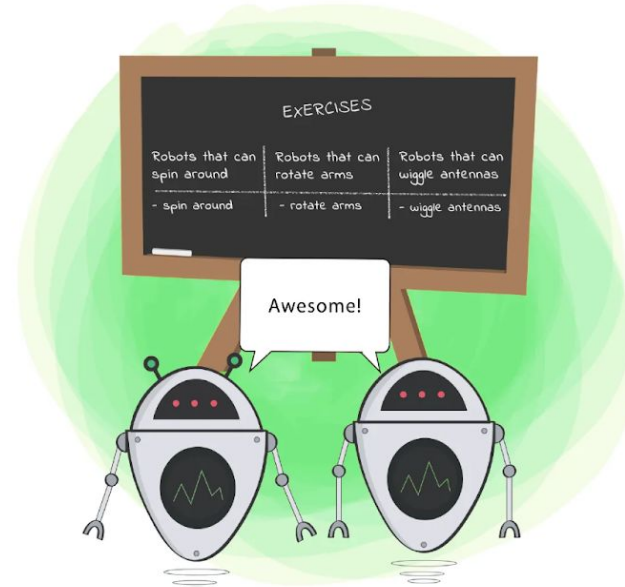 EXERCISES
Robots that can
spin around
Robots that can
rotate arms
Robots that can
wiggle antennas
- spin around
- rotate arms
- wiggle antennas
Awesome!